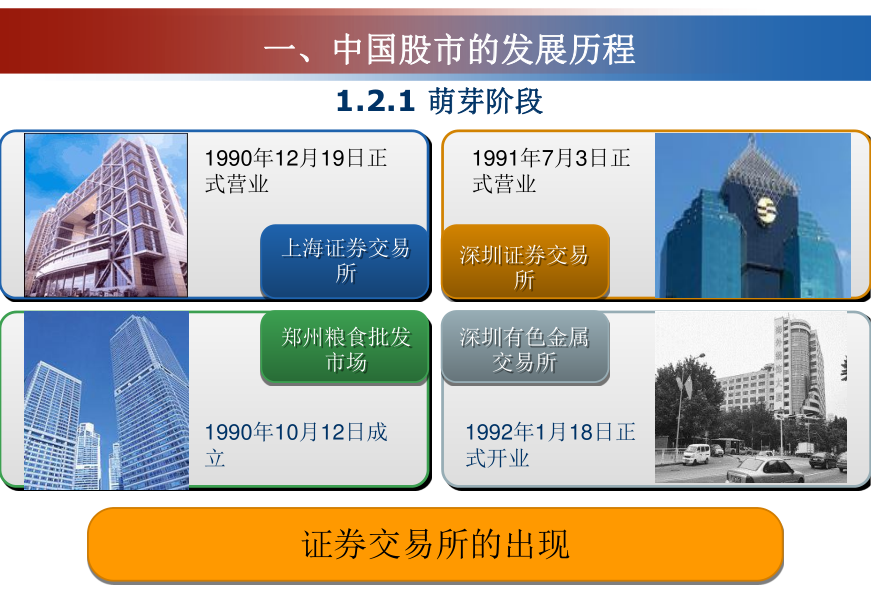 一、中国股市的发展历程
1.2.1 萌芽阶段
1990年12月19日正
式营业
上海证券交易
所
1991年7月3日正
式营业
深圳证券交易
所
郑州粮食批发
市场
1990年10月12日成
立
深圳有色金属
交易所
1992年1月18日正
式开业
证券交易所的出现